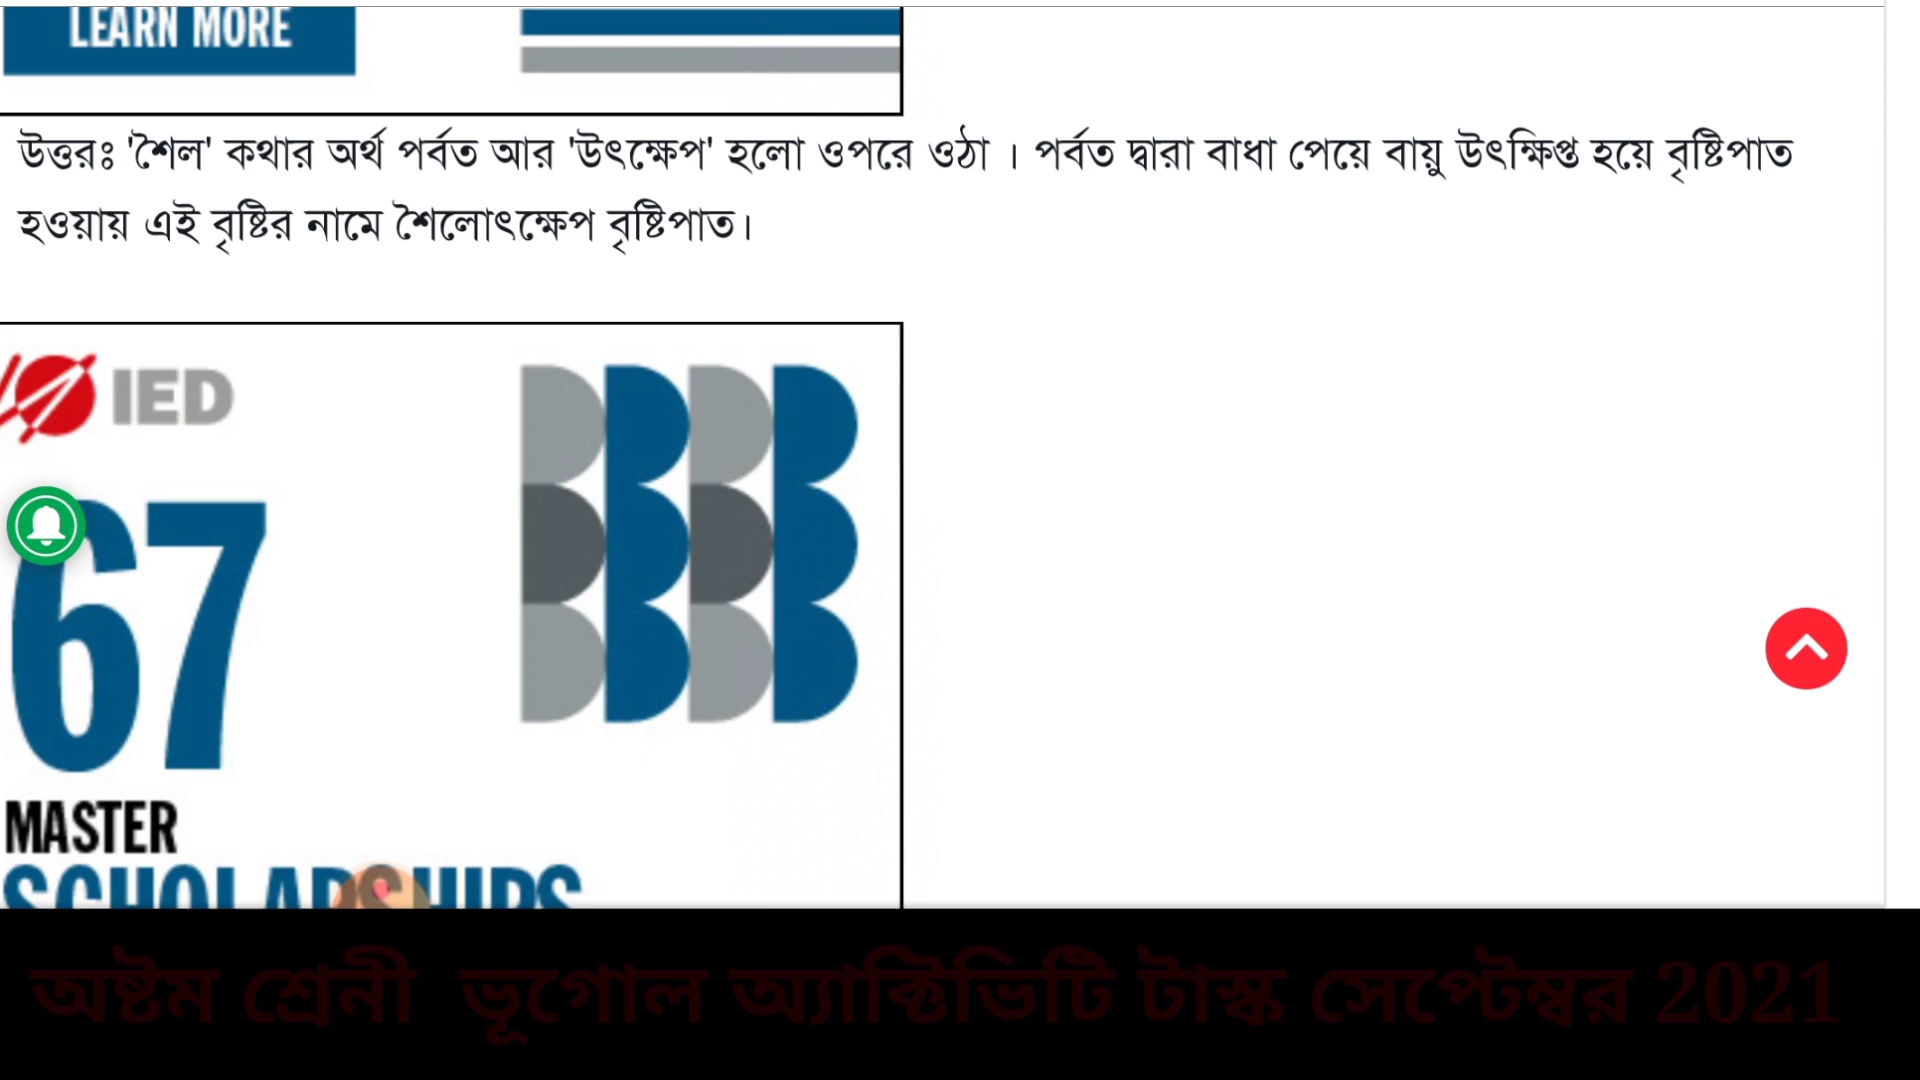 LEARN MORE
উত্তরঃ 'শৈল' কথার অর্থ পর্বত আর 'উৎক্ষেপ' হলো ওপরে ওঠা । পর্বত দ্বারা বাধা পেয়ে বায়ু উৎক্ষিপ্ত হয়ে বৃষ্টিপাত
হওয়ায় এই বৃষ্টির নামে শৈলোৎক্ষেপ বৃষ্টিপাত।
IED
67
MASTER
SCHOLARSHIPS
অষ্টম শ্রেনী ভূগোল অ্যাক্টিভিটি টাস্ক সেপ্টেম্বর 2021